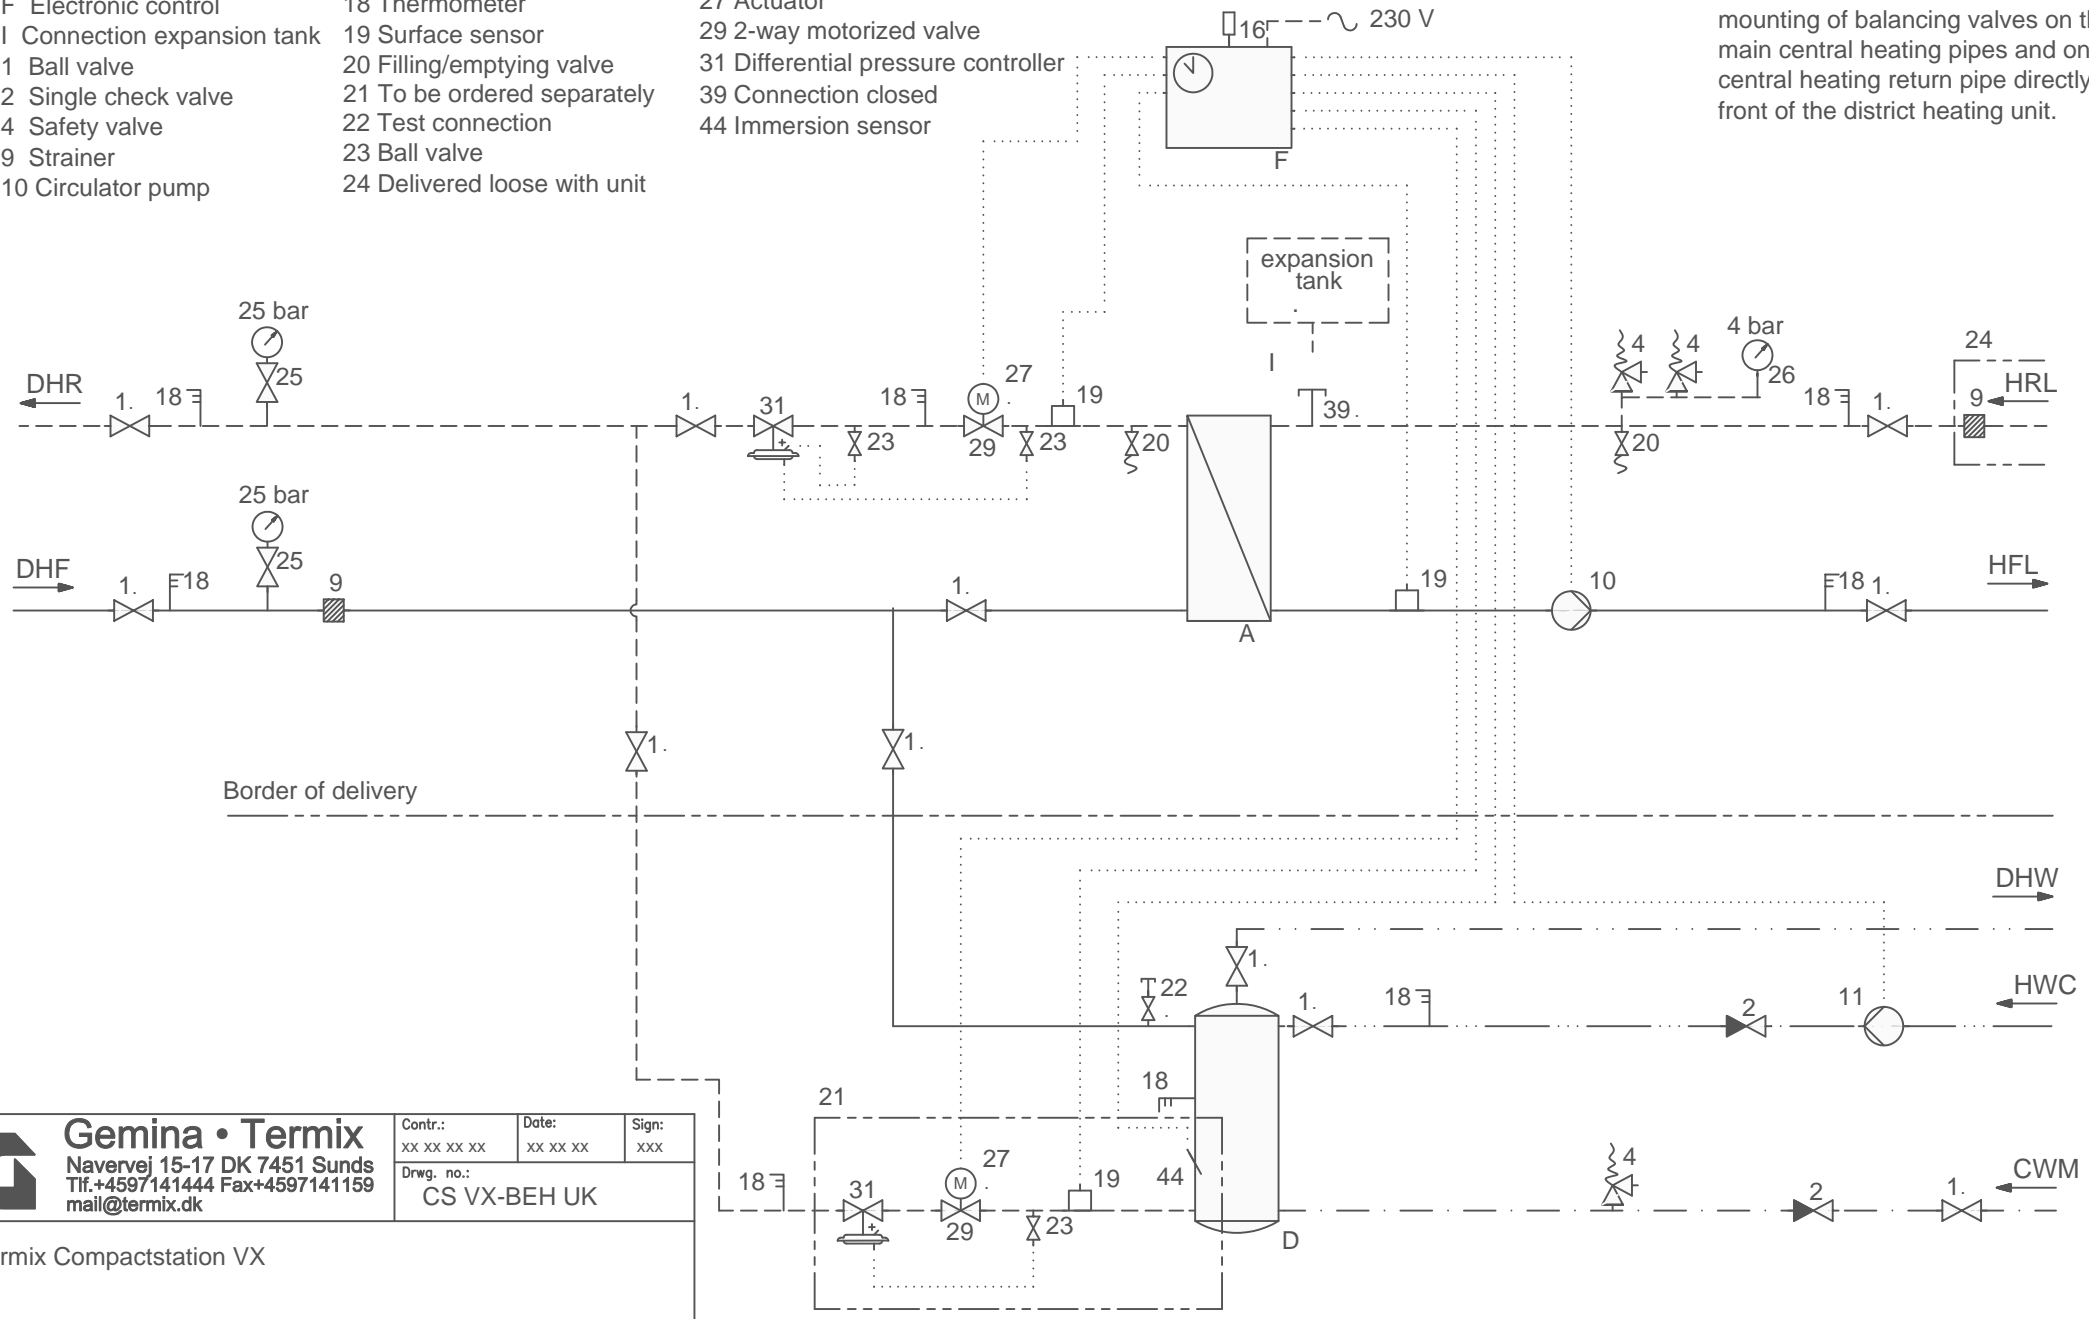 F Electronic control
I Connection expansion tank
1 Ball valve
2 Single check valve
4 Safety valve
9 Strainer
10 Circulator pump
18 Thermometer
19 Surface sensor
20 Filling/emptying valve
21 To be ordered separately
22 Test connection
23 Ball valve
24 Delivered loose with unit
27 Actuator
29 2-way motorized valve
31 Differential pressure controller
39 Connection closed
44 Immersion sensor
16
230 V
F
mounting of balancing valves on
main central heating pipes and on
central heating return pipe directly
front of the district heating unit.
expansion
tank
I
25 bar
25
DHR
1.
18
1.
31
23
18
27
M
29
19
23
20
39.
4
4
4 bar
26
20
18
1.
24
9
HRL
25 bar
25
DHF
1.
18
9
1.
A
19
10
18
1.
HFL
1.
1.
Border of delivery
DHW
1.
22
1.
18
2
11
HWC
18
21
44
27
M
18
31
29
23
19
D
4
2
1.
CWM
Gemina • Termix
Navervej 15-17 DK 7451 Sunds
Tlf.+4597141444 Fax+4597141159
mail@termix.dk
Contr.:
xx xx xx xx
Date:
xx xx xx
Sign:
xxx
Drwg. no.:
CS VX-BEH UK
rmix Compactstation VX